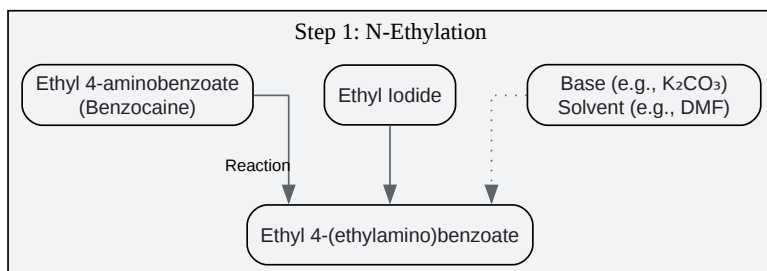 Step 1: N-Ethylation
Ethyl 4-aminobenzoate
(Benzocaine)
Ethyl Iodide
Base (e.g., K₂CO₃)
Solvent (e.g., DMF)
Reaction
Ethyl 4-(ethylamino)benzoate